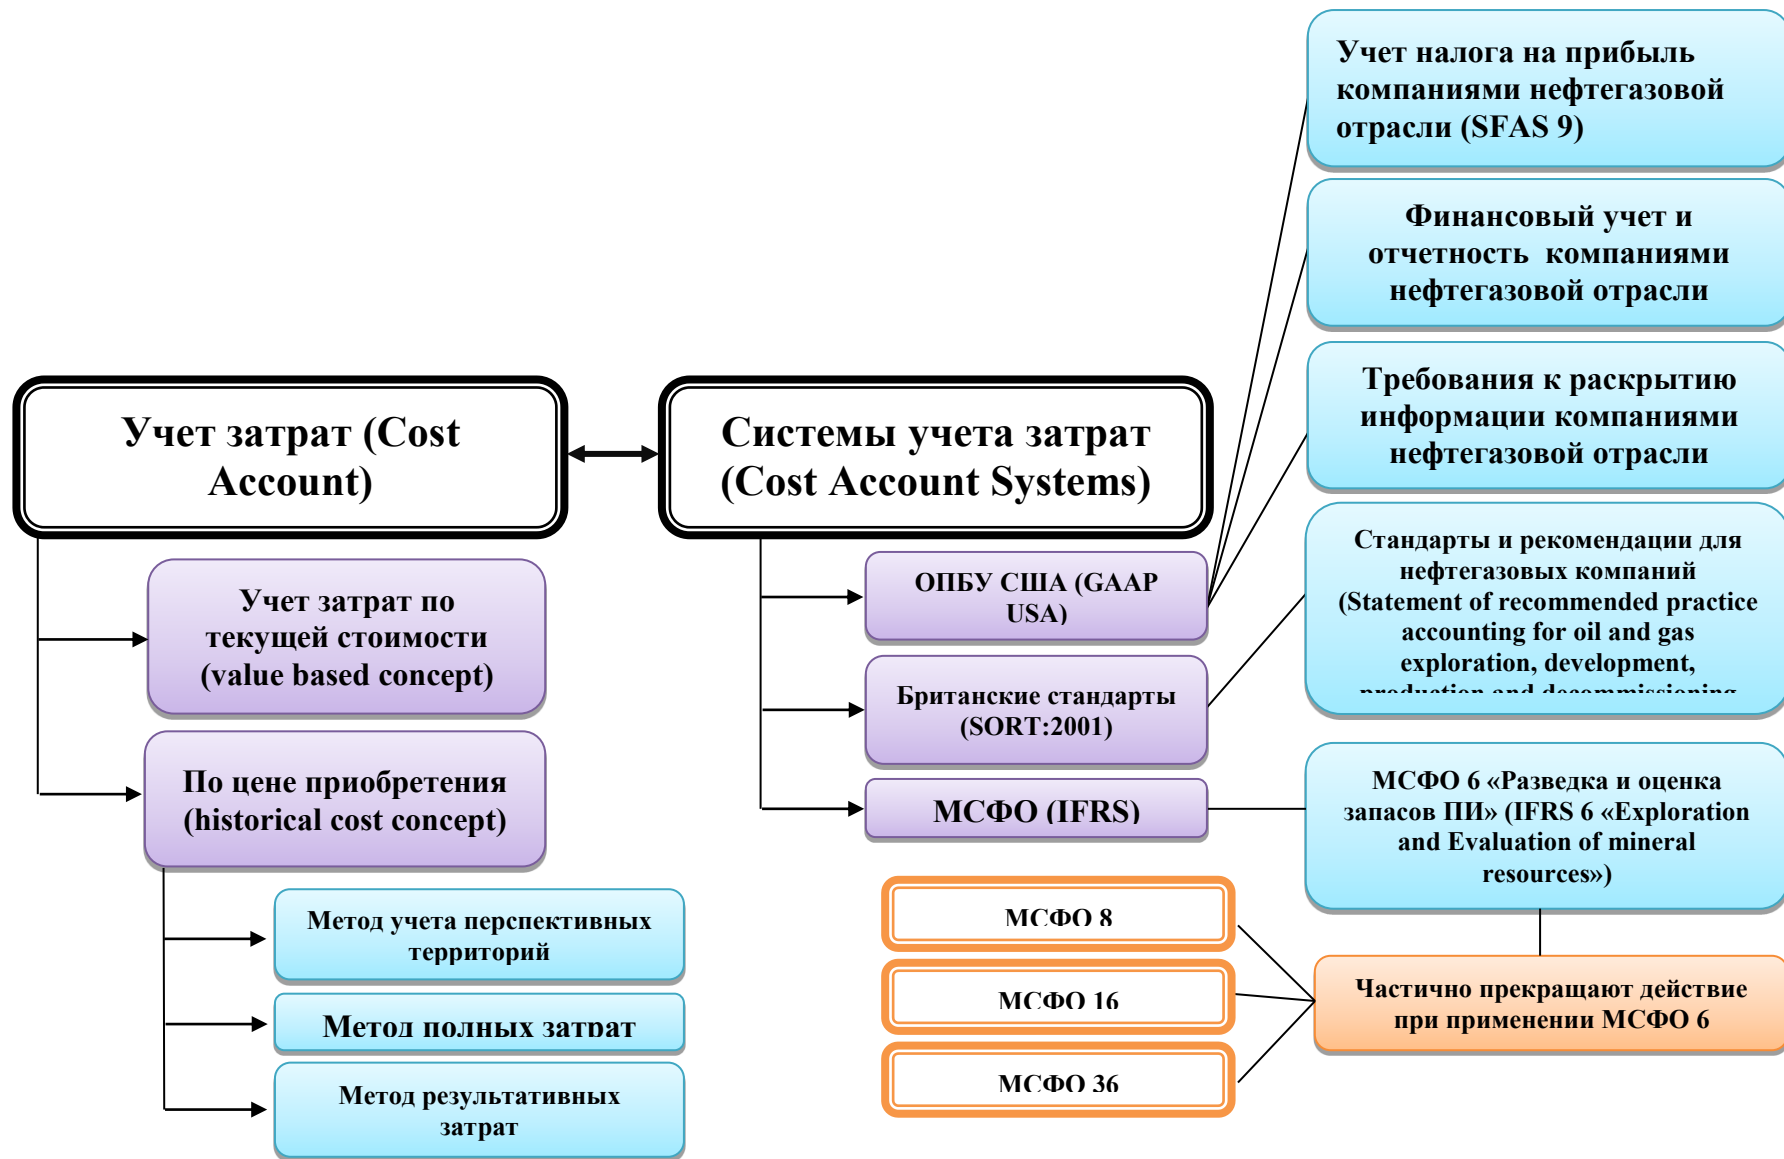 Учет затрат (Cost
Account)
Учет затрат по
текущей стоимости
(value based concept)
По цене приобретения
(historical cost concept)
Метод учета перспективных
территорий
Метод полных затрат
Метод результативных
затрат
Системы учета затрат
(Cost Account Systems)
ОПБУ США (GAAP
USA)
Британские стандарты
(SORT:2001)
МСФО (IFRS)
Учет налога на прибыль
компаниями нефтегазовой
отрасли (SFAS 9)
Финансовый учет и
отчетность компаниями
нефтегазовой отрасли
Требования к раскрытию
информации компаниями
нефтегазовой отрасли
Стандарты и рекомендации для
нефтегазовых компаний
(Statement of recommended practice
accounting for oil and gas
exploration, development,
production and decommissioning
МСФО 6 «Разведка и оценка
запасов ПИ» (IFRS 6 «Exploration
and Evaluation of mineral
resources»)
Частично прекращают действие
при применении МСФО 6
МСФО 8
МСФО 16
МСФО 36